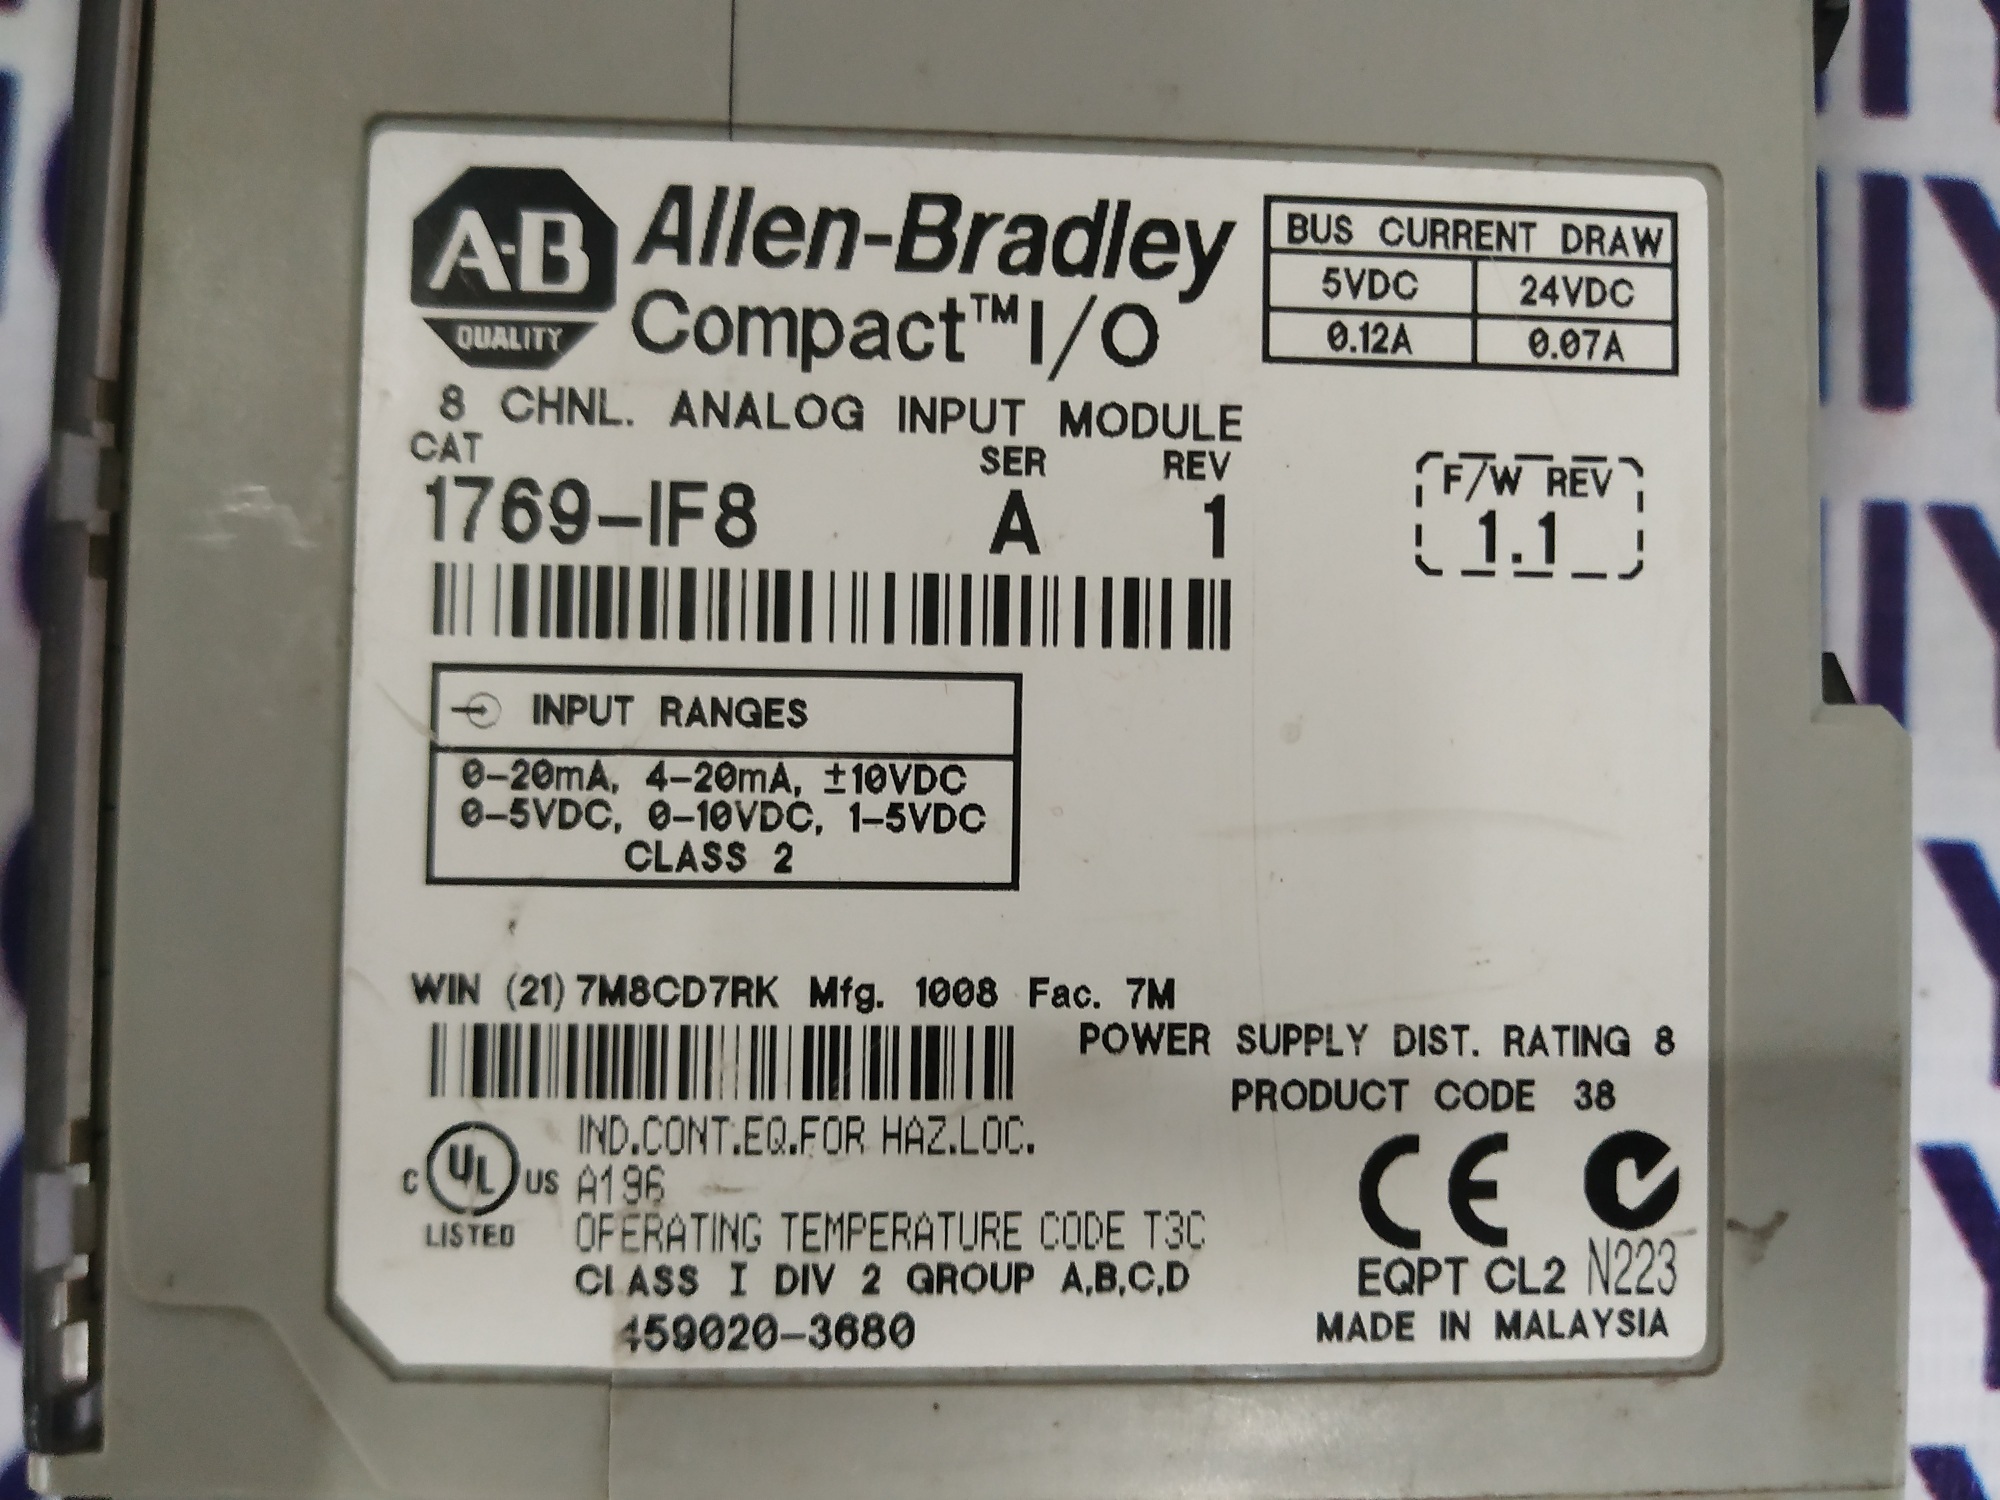 A-B
QUALITY
Allen-Bradley
Compact™ I/O
BUS CURRENT DRAW
5VDC 24VDC
0.12A 0.07A
8 CHNL. ANALOG INPUT MODULE
CAT SER REV
1769-IF8 A 1
F/W REV
1.1
INPUT RANGES
0-20mA, 4-20mA, ±10VDC
0-5VDC, 0-10VDC, 1-5VDC
CLASS 2
WIN (21) 7M8CD7RK Mfg. 1008 Fac. 7M
POWER SUPPLY DIST. RATING 8
PRODUCT CODE 38
C UL US
LISTED
IND.CONT.EQ.FOR HAZ.LOC.
A196
OPERATING TEMPERATURE CODE T3C
CLASS I DIV 2 GROUP A,B,C,D
459020-3680
CE
EQPT CL2 N223
MADE IN MALAYSIA